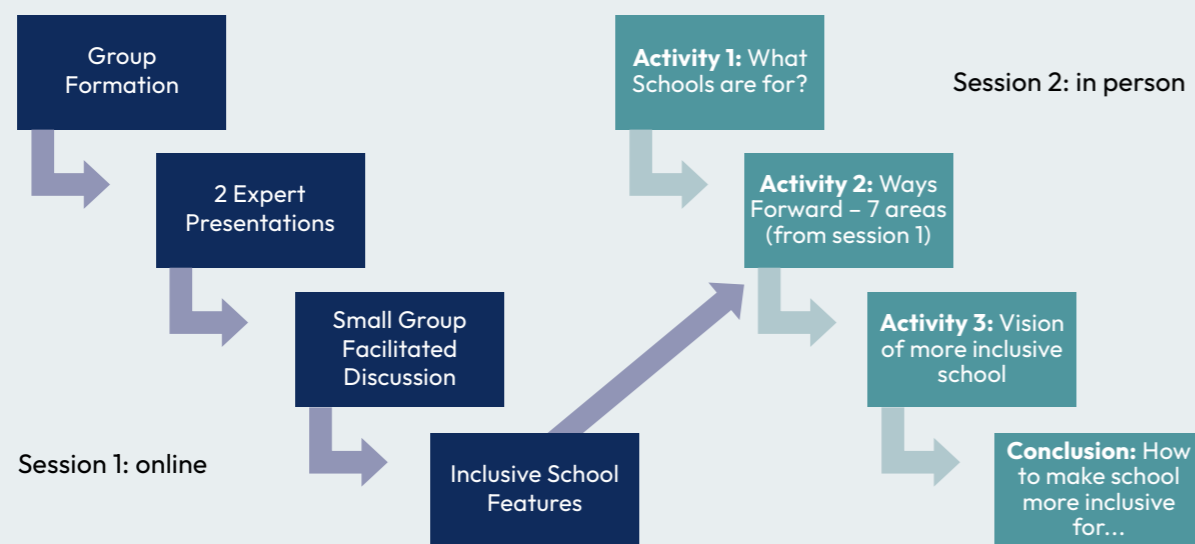 Group
Formation
2 Expert
Presentations
Small Group
Facilitated
Discussion
Inclusive School
Features
Session 1: online
Activity 1: What
Schools are for?
Session 2: in person
Activity 2: Ways
Forward – 7 areas
(from session 1)
Activity 3: Vision
of more inclusive
school
Conclusion: How
to make school
more inclusive
for...